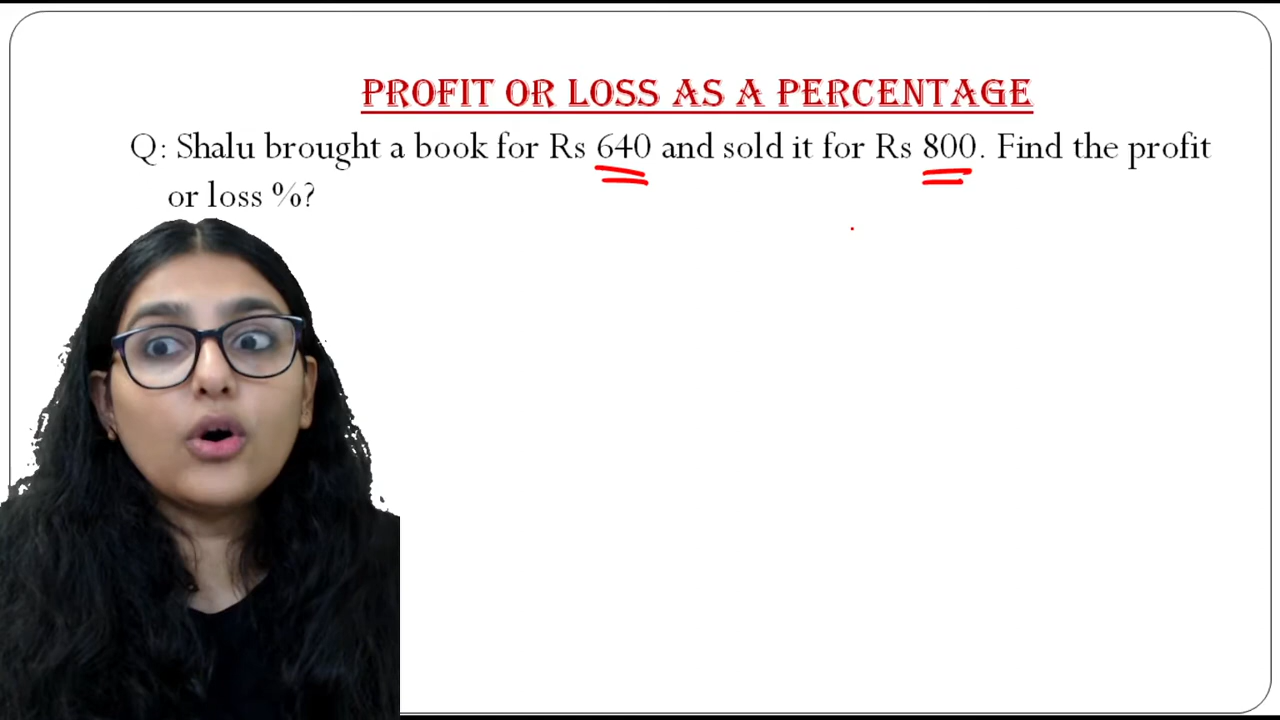 PROFIT OR LOSS AS A PERCENTAGE
Q: Shalu brought a book for Rs 640 and sold it for Rs 800. Find the profit
or loss %?